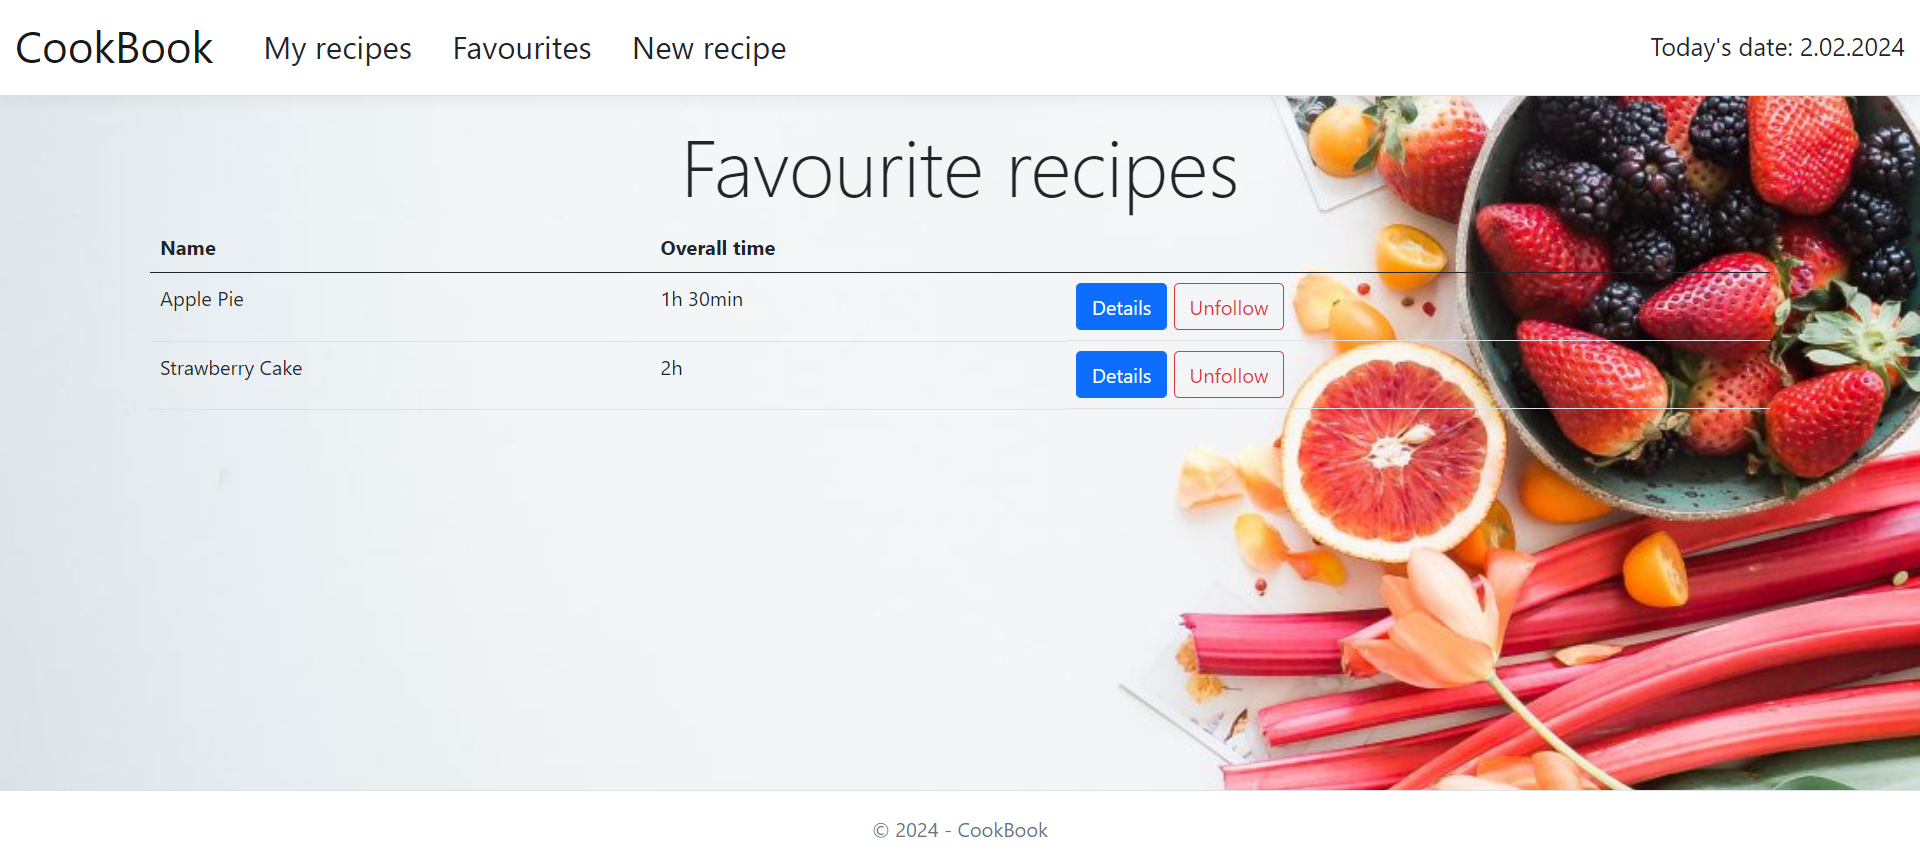 CookBook My recipes Favourites New recipe Today's date: 2.02.2024
Favourite recipes
Name Overall time
Apple Pie 1h 30min Details Unfollow
Strawberry Cake 2h Details Unfollow
© 2024 - CookBook